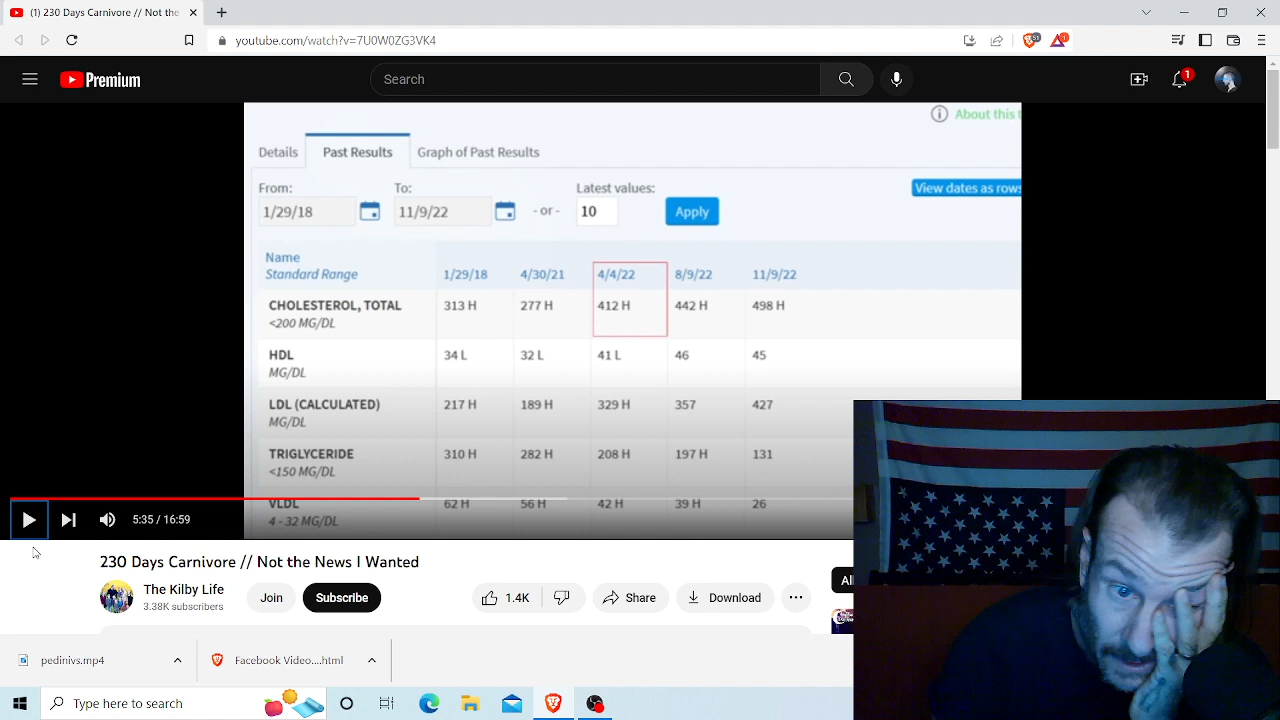 (1) 230 Days Carnivore // Not the
youtube.com/watch?v=7U0W0ZG3VK4
51
1
Premium
Search
1
About this t
Details Past Results Graph of Past Results
From: To: Latest values:
View dates as rows
1/29/18 11/9/22 - or - 10 Apply
Name
Standard Range 1/29/18 4/30/21 4/4/22 8/9/22 11/9/22
CHOLESTEROL, TOTAL 313 H 277 H 412 H 442 H 498 H
<200 MG/DL
HDL 34 L 32 L 41 L 46 45
MG/DL
LDL (CALCULATED) 217 H 189 H 329 H 357 427
MG/DL
TRIGLYCERIDE 310 H 282 H 208 H 197 H 131
<150 MG/DL
VLDL 62 H 56 H 42 H 39 H 26
4 - 32 MG/DL
5:35 / 16:59
230 Days Carnivore // Not the News I Wanted
The Kilby Life
3.38K subscribers
Join Subscribe 1.4K Share Download
All
pedinivs.mp4 Facebook Video....html
Type here to search